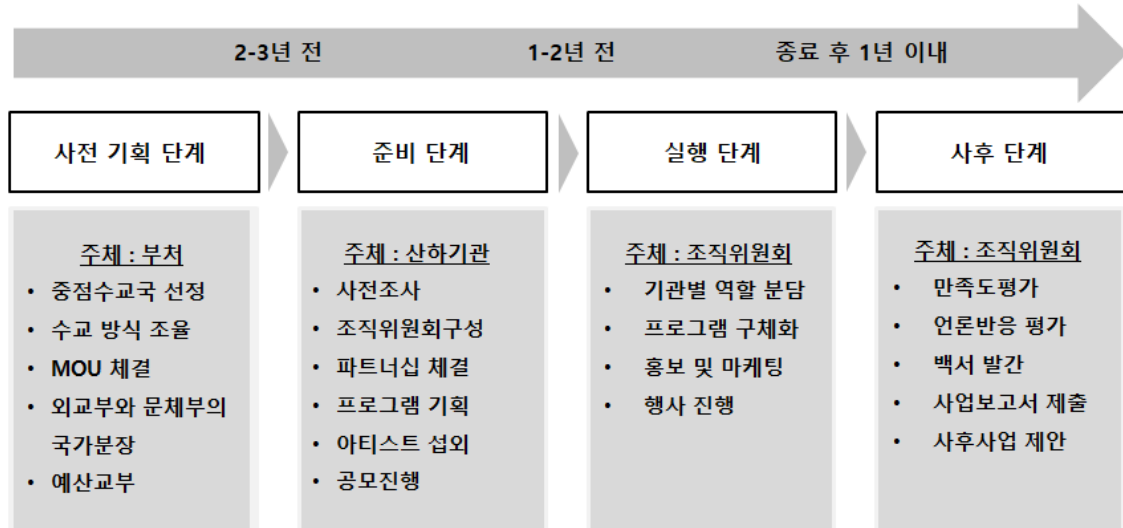 2-3년 전
1-2년 전
종료 후 1년 이내
사전 기획 단계
준비 단계
실행 단계
사후 단계
주체 : 부처
• 중점수교국 선정
• 수교 방식 조율
• MOU 체결
• 외교부와 문체부의
국가분장
• 예산교부
주체 : 산하기관
• 사전조사
• 조직위원회구성
• 파트너십 체결
• 프로그램 기획
• 아티스트 섭외
• 공모진행
주체 : 조직위원회
• 기관별 역할 분담
• 프로그램 구체화
• 홍보 및 마케팅
• 행사 진행
주체 : 조직위원회
• 만족도평가
• 언론반응 평가
• 백서 발간
• 사업보고서 제출
• 사후사업 제안